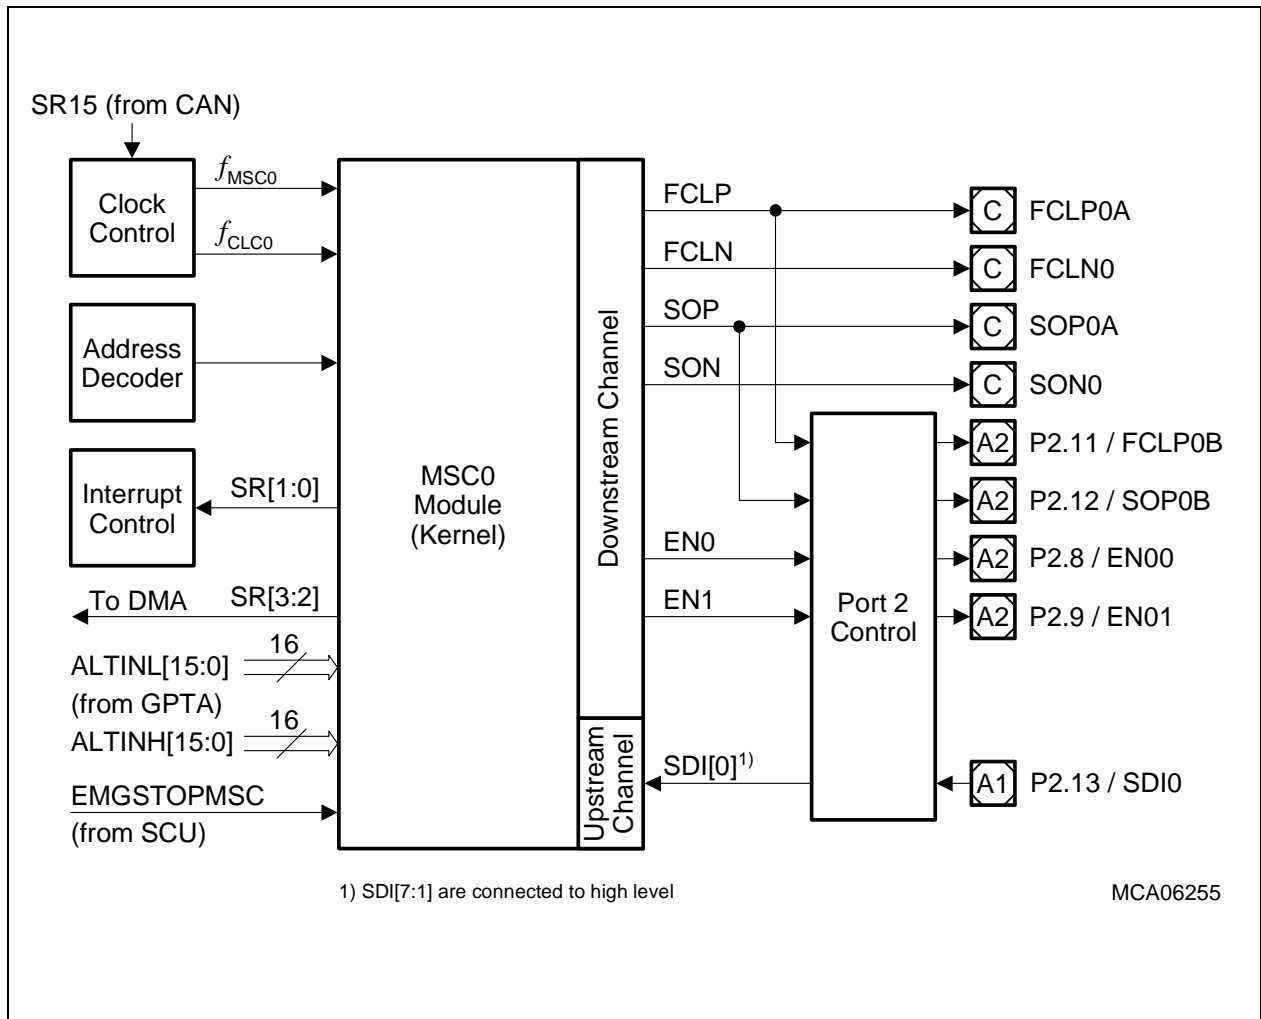 SR15 (from CAN)
Clock
Control
fMSC0
fCLC0
Address
Decoder
Interrupt
Control
SR[1:0]
To DMA
SR[3:2]
ALTINL[15:0]
16
(from GPTA)
ALTINH[15:0]
16
EMGSTOPMSC
(from SCU)
MSC0
Module
(Kernel)
Downstream Channel
Upstream
Channel
FCLP
FCLN
SOP
SON
EN0
EN1
SDI[0]1)
Port 2
Control
C FCLP0A
C FCLN0
C SOP0A
C SON0
A2 P2.11 / FCLP0B
A2 P2.12 / SOP0B
A2 P2.8 / EN00
A2 P2.9 / EN01
A1 P2.13 / SDI0
1) SDI[7:1] are connected to high level
MCA06255